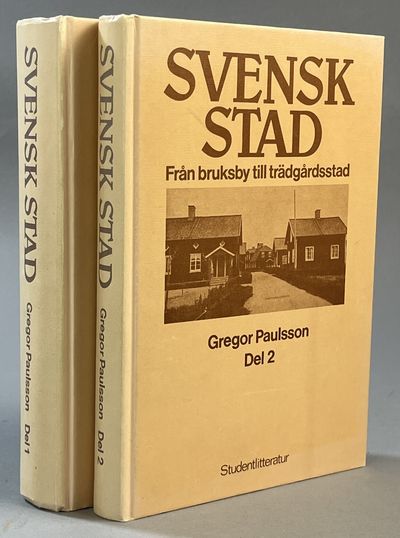 SVENSK STAD
Gregor Paulsson
Del 1
SVENSK STAD
Gregor Paulsson
Del 2
SVENSK
STAD
Från bruksby till trädgårdsstad
Gregor Paulsson
Del 2
Studentlitteratur